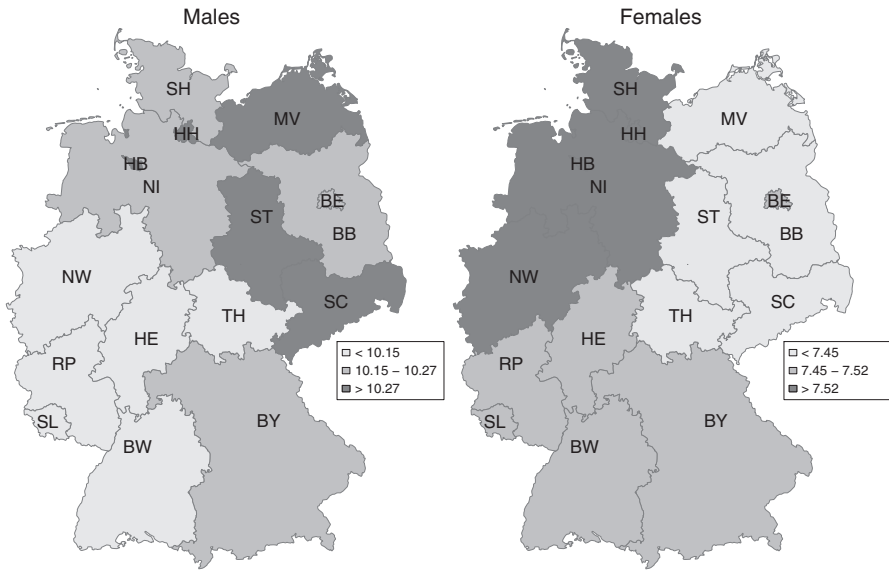 Males
SH
HH
MV
HB
NI
BE
ST
BB
NW
SC
TH
HE
RP
SL
BY
BW
< 10.15
10.15 – 10.27
> 10.27
Females
SH
HH
MV
HB
NI
BE
ST
BB
NW
SC
TH
HE
RP
SL
BY
BW
< 7.45
7.45 – 7.52
> 7.52